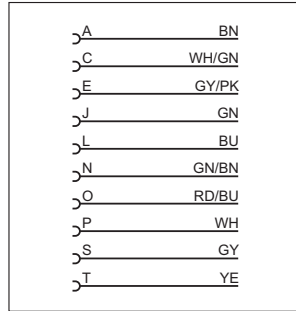 A BN
C WH/GN
E GY/PK
J GN
L BU
N GN/BN
O RD/BU
P WH
S GY
T YE